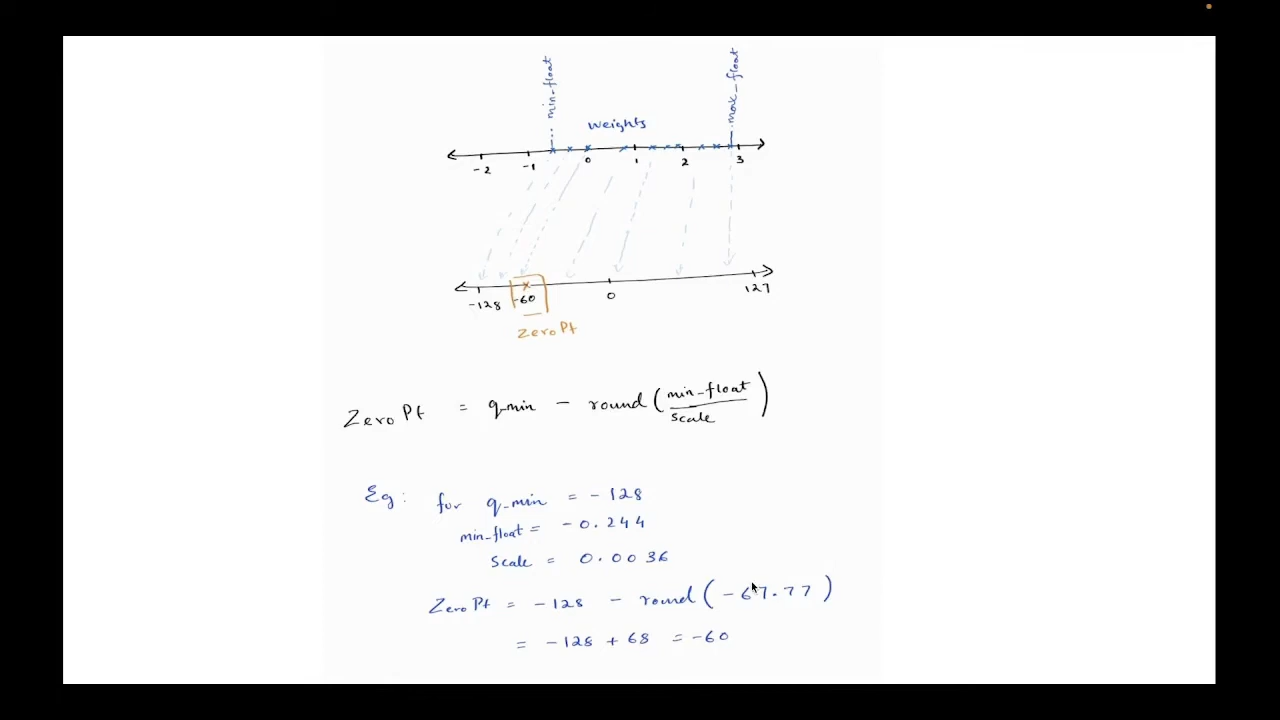 min-float
max-float
weights
-2 -1 0 1 2 3
-128 -60 0 127
Zero Pt
Zero Pt = q-min - round (min-float / scale)
Eg: for q-min = -128
min-float = -0.244
scale = 0.0036
Zero Pt = -128 - round (-67.77)
= -128 + 68 = -60